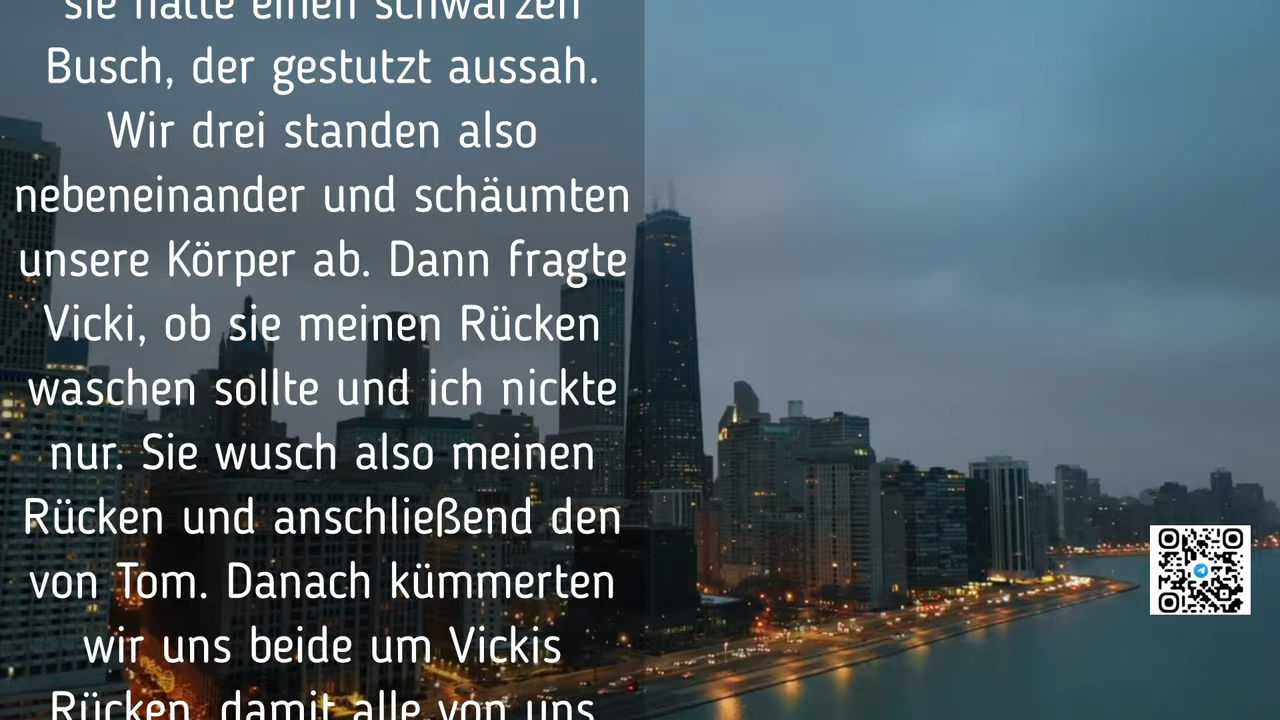 sie hatte einen schwarzen
Busch, der gestutzt aussah.
Wir drei standen also
nebeneinander und schäumten
unsere Körper ab. Dann fragte
Vicki, ob sie meinen Rücken
waschen sollte und ich nickte
nur. Sie wusch also meinen
Rücken und anschließend den
von Tom. Danach kümmerten
wir uns beide um Vickis
Rücken, damit alle von uns